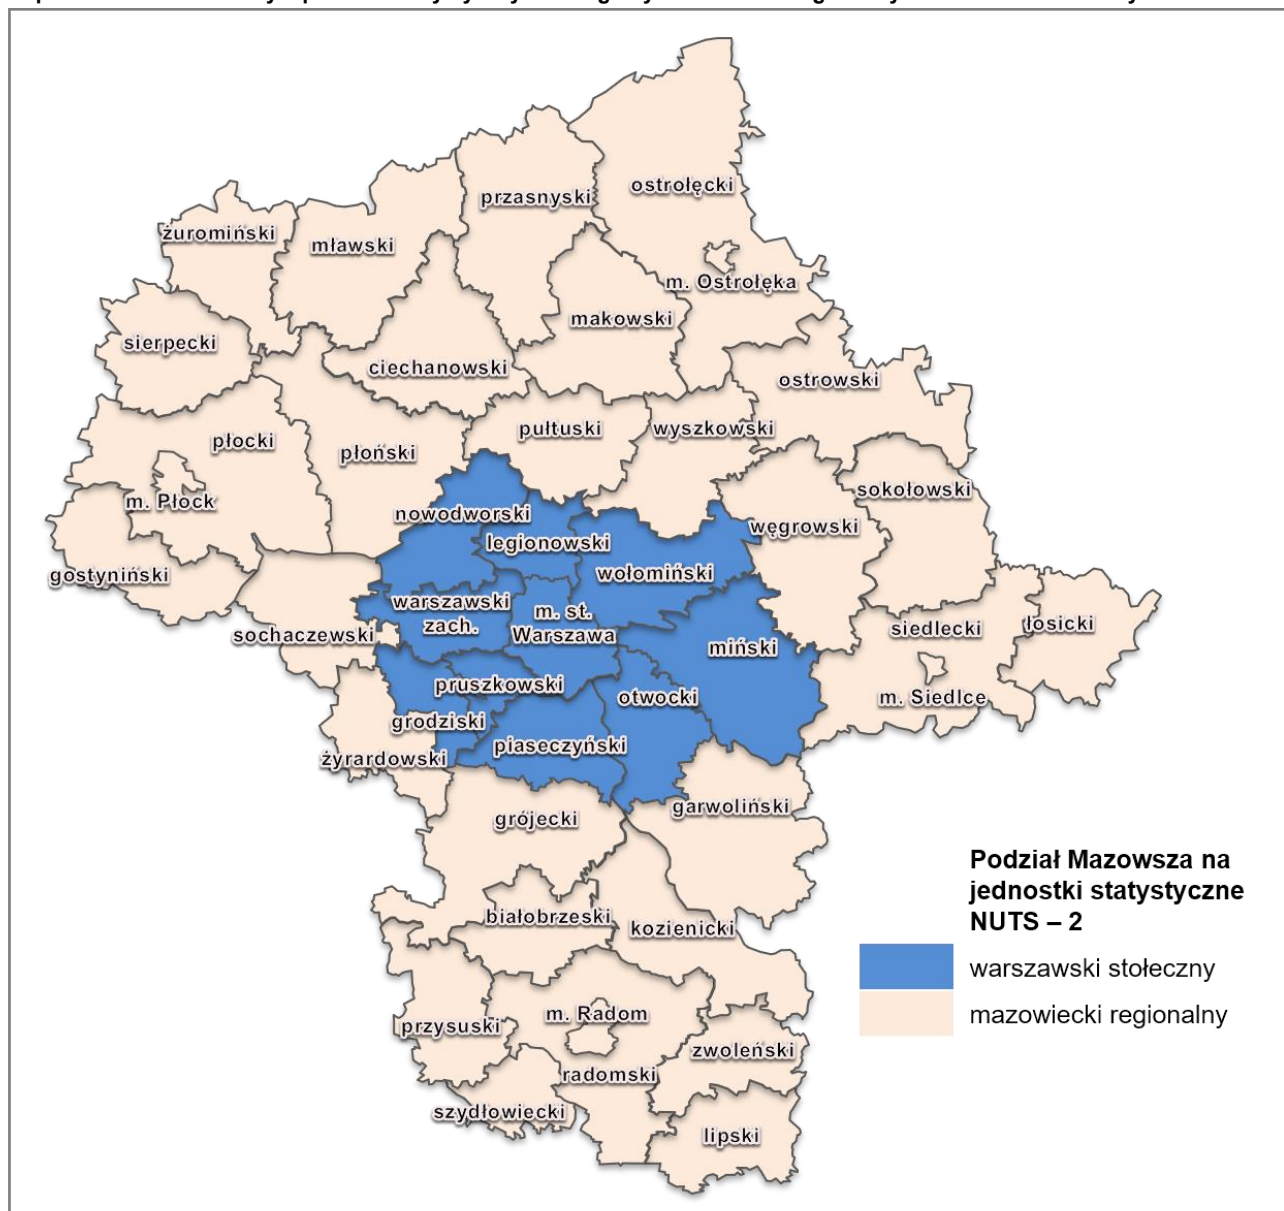 ostrołęcki
przasnyski
żuromiński
mławski
m. Ostrołęka
makowski
sierpecki
ciechanowski
ostrowski
pułtuski
wyszkowski
płocki
płoński
sokołowski
m. Płock
nowodworski
węgrowski
legionowski
gostyniński
wołomiński
warszawski
zach.
m. st.
Warszawa
sochaczewski
siedlecki
łosicki
miński
pruszkowski
otwocki
m. Siedlce
grodziski
piaseczyński
żyrardowski
garwoliński
grójecki
Podział Mazowsza na
jednostki statystyczne
NUTS – 2
warszawski stołeczny
mazowiecki regionalny
białobrzeski
kozienicki
m. Radom
przysuski
zwoleński
radomski
szydłowiecki
lipski